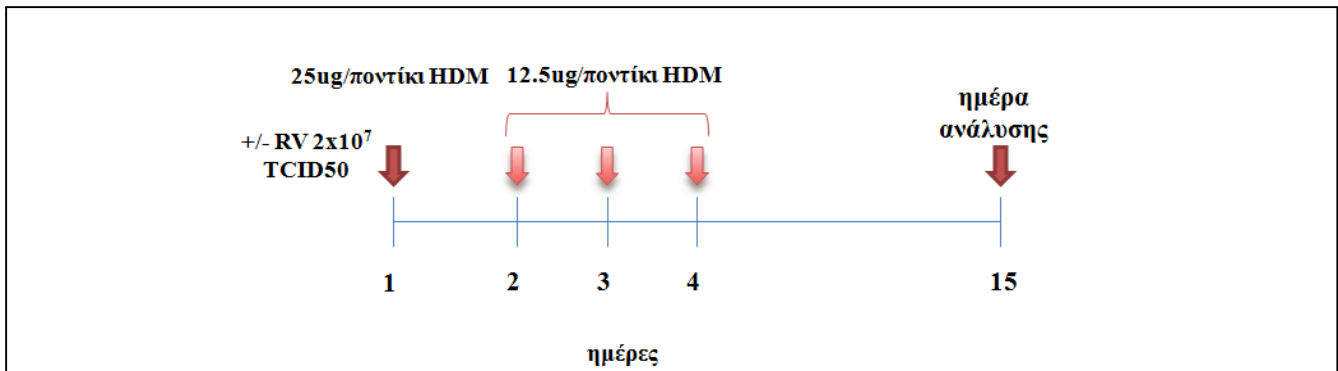 25ug/ποντίκι HDM
12.5ug/ποντίκι HDM
+/- RV 2x10⁷
TCID50
ημέρα
ανάλυσης
1
2
3
4
15
ημέρες